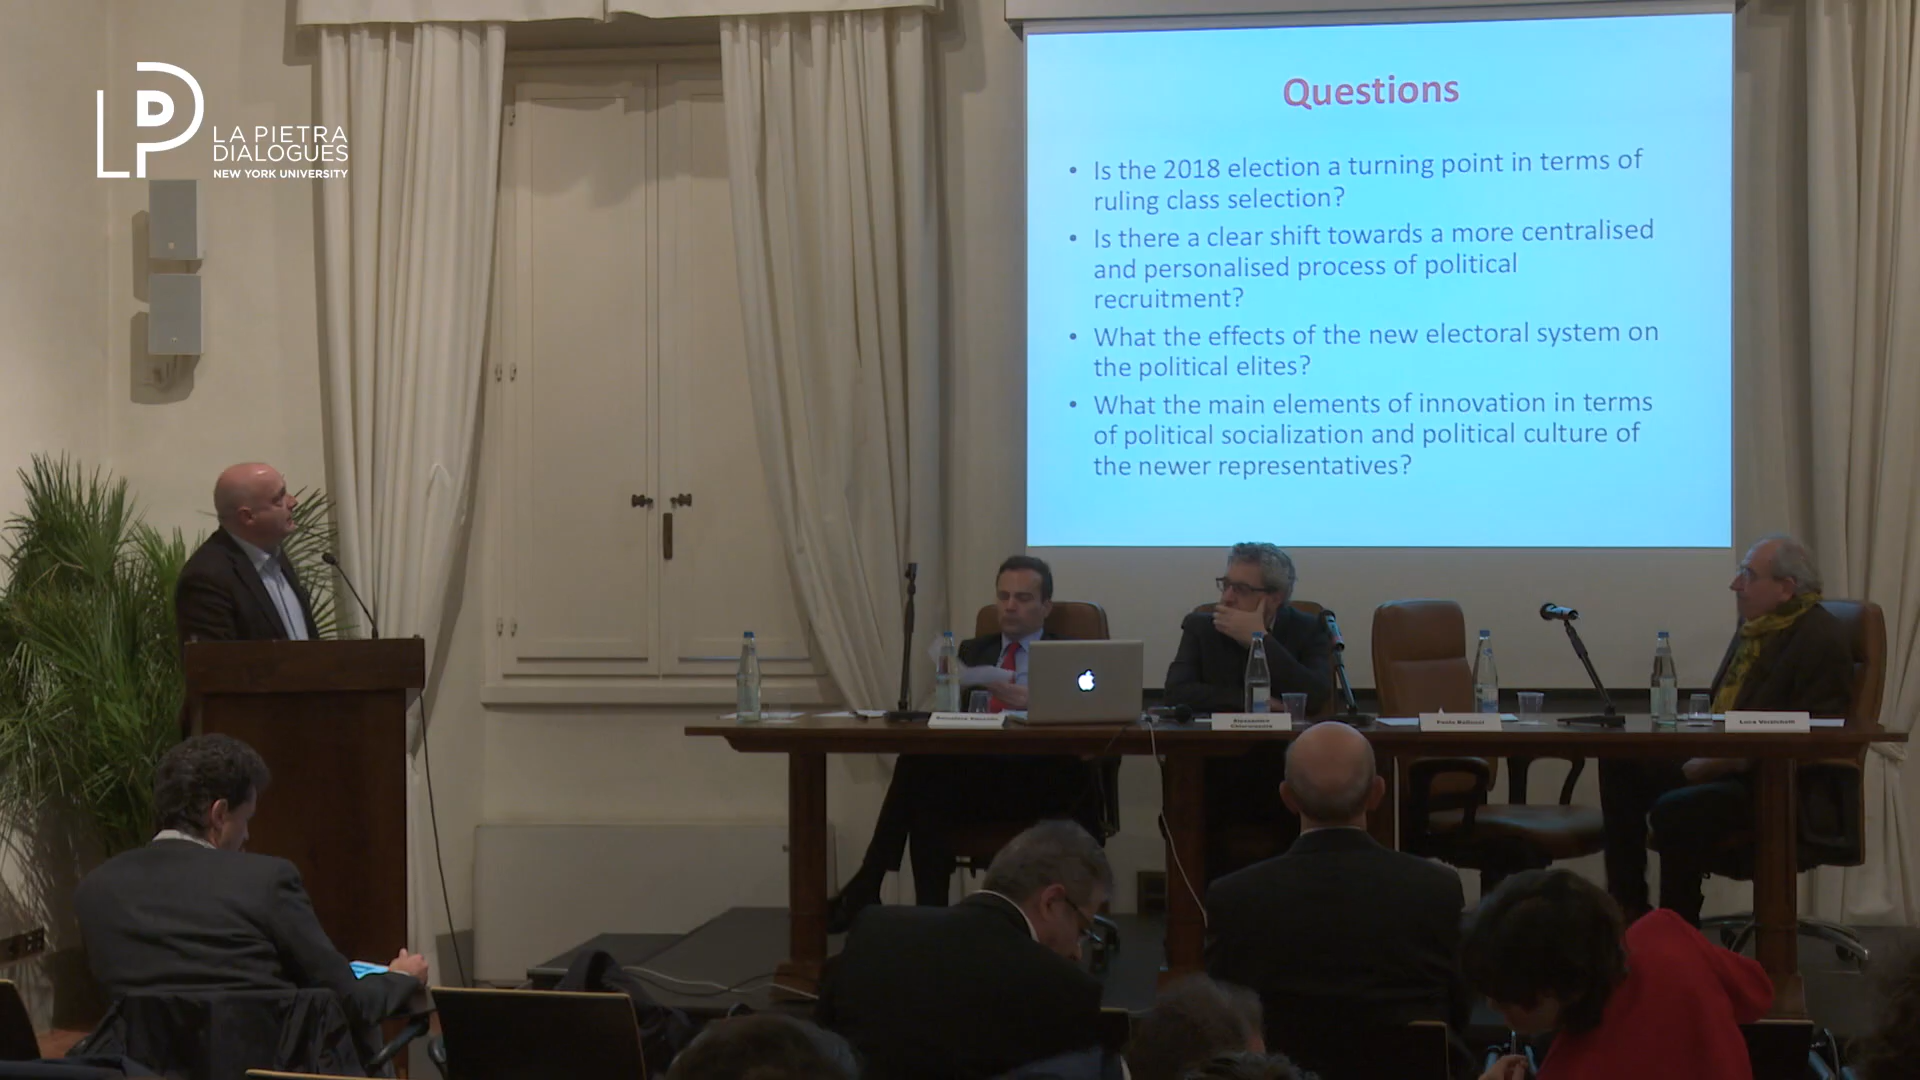 LA PIETRA
DIALOGUES
NEW YORK UNIVERSITY
Questions
• Is the 2018 election a turning point in terms of
ruling class selection?
• Is there a clear shift towards a more centralised
and personalised process of political
recruitment?
• What the effects of the new electoral system on
the political elites?
• What the main elements of innovation in terms
of political socialization and political culture of
the newer representatives?
Luca Verzichelli